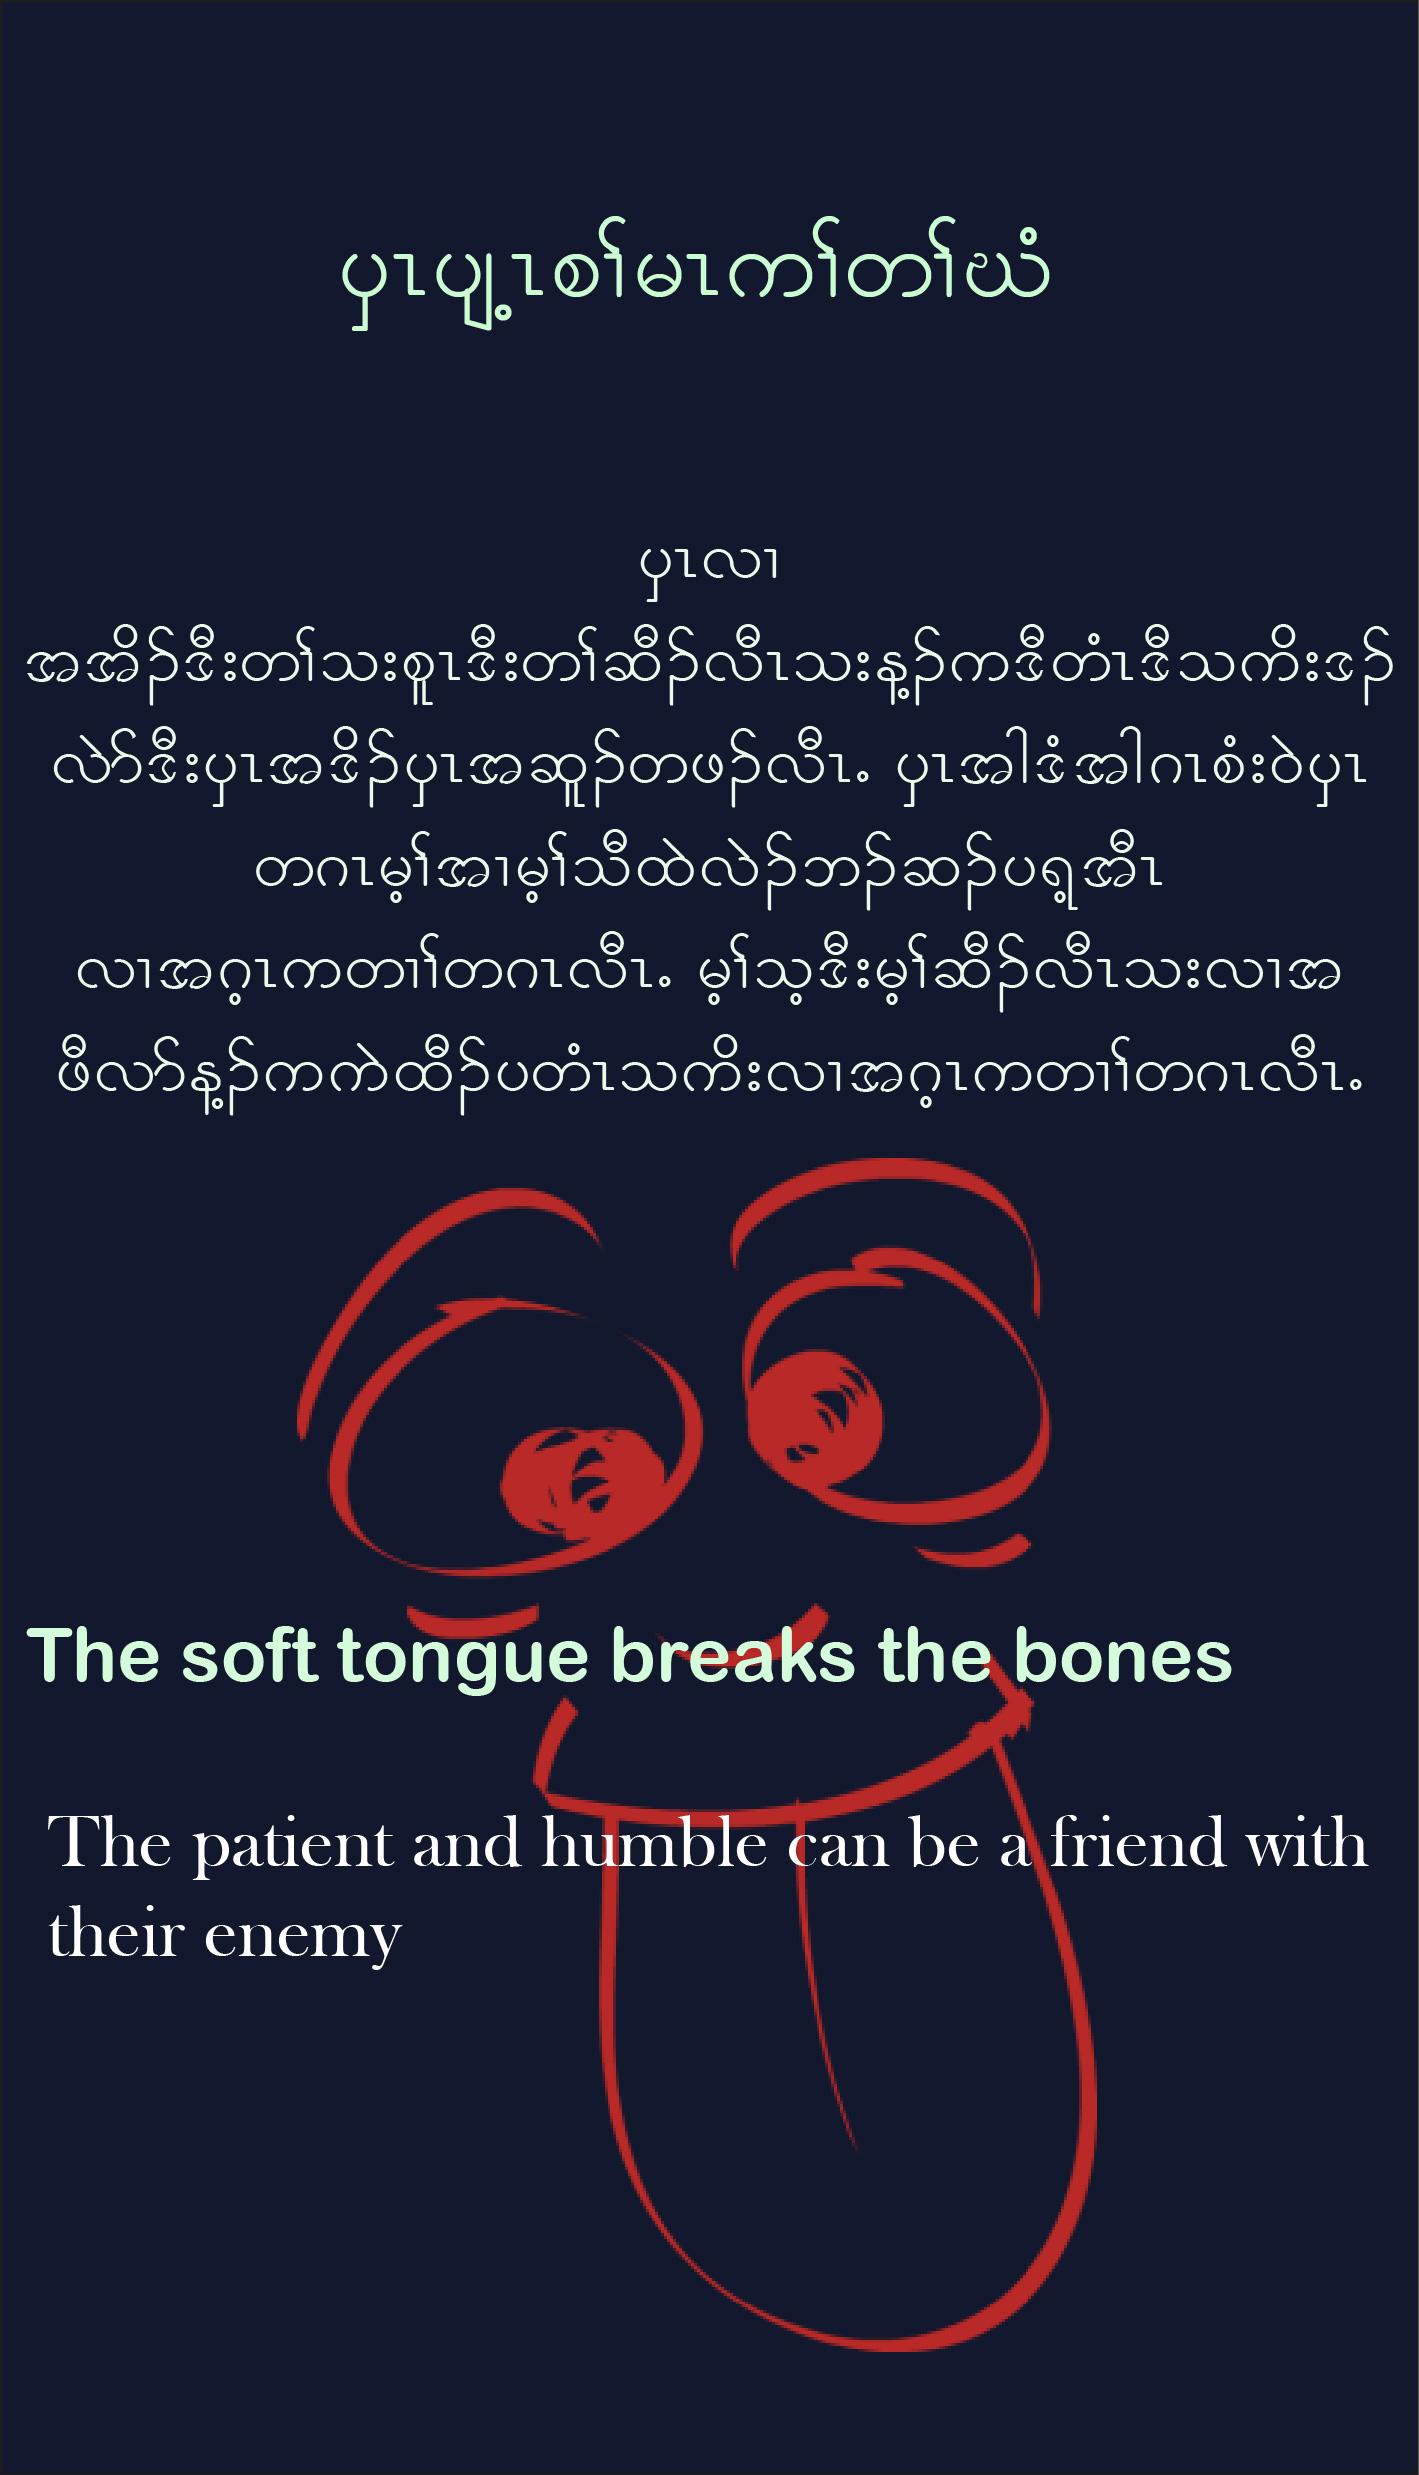 ပှၤပျ့ၤစၢ်မၤကၢ်တၢ်ဃံ
ပှၤလၢ
အအိၣ်ဒီးတၢ်သးစူၤဒီးတၢ်ဆီၣ်လီၤသးန့ၣ်ကဒီတံၤဒီသကိးဒၣ်
လဲာ်ဒီးပှၤအဒိၣ်ပှၤအဆူၣ်တဖၣ်လီၤ. ပှၤအါဒံအါဂၤစံးဝဲပှၤ
တဂၤမ့ၢ်အၢမ့ၢ်သီထဲလဲၣ်ဘၣ်ဆၣ်ပရ့အီၤ
လၢအဂ့ၤကတၢၢ်တဂၤလီၤ. မ့ၢ်သ့ဒီးမ့ၢ်ဆီၣ်လီၤသးလၢအ
ဖီလာ်န့ၣ်ကကဲထီၣ်ပတံၤသကိးလၢအဂ့ၤကတၢၢ်တဂၤလီၤ.
The soft tongue breaks the bones
The patient and humble can be a friend with
their enemy